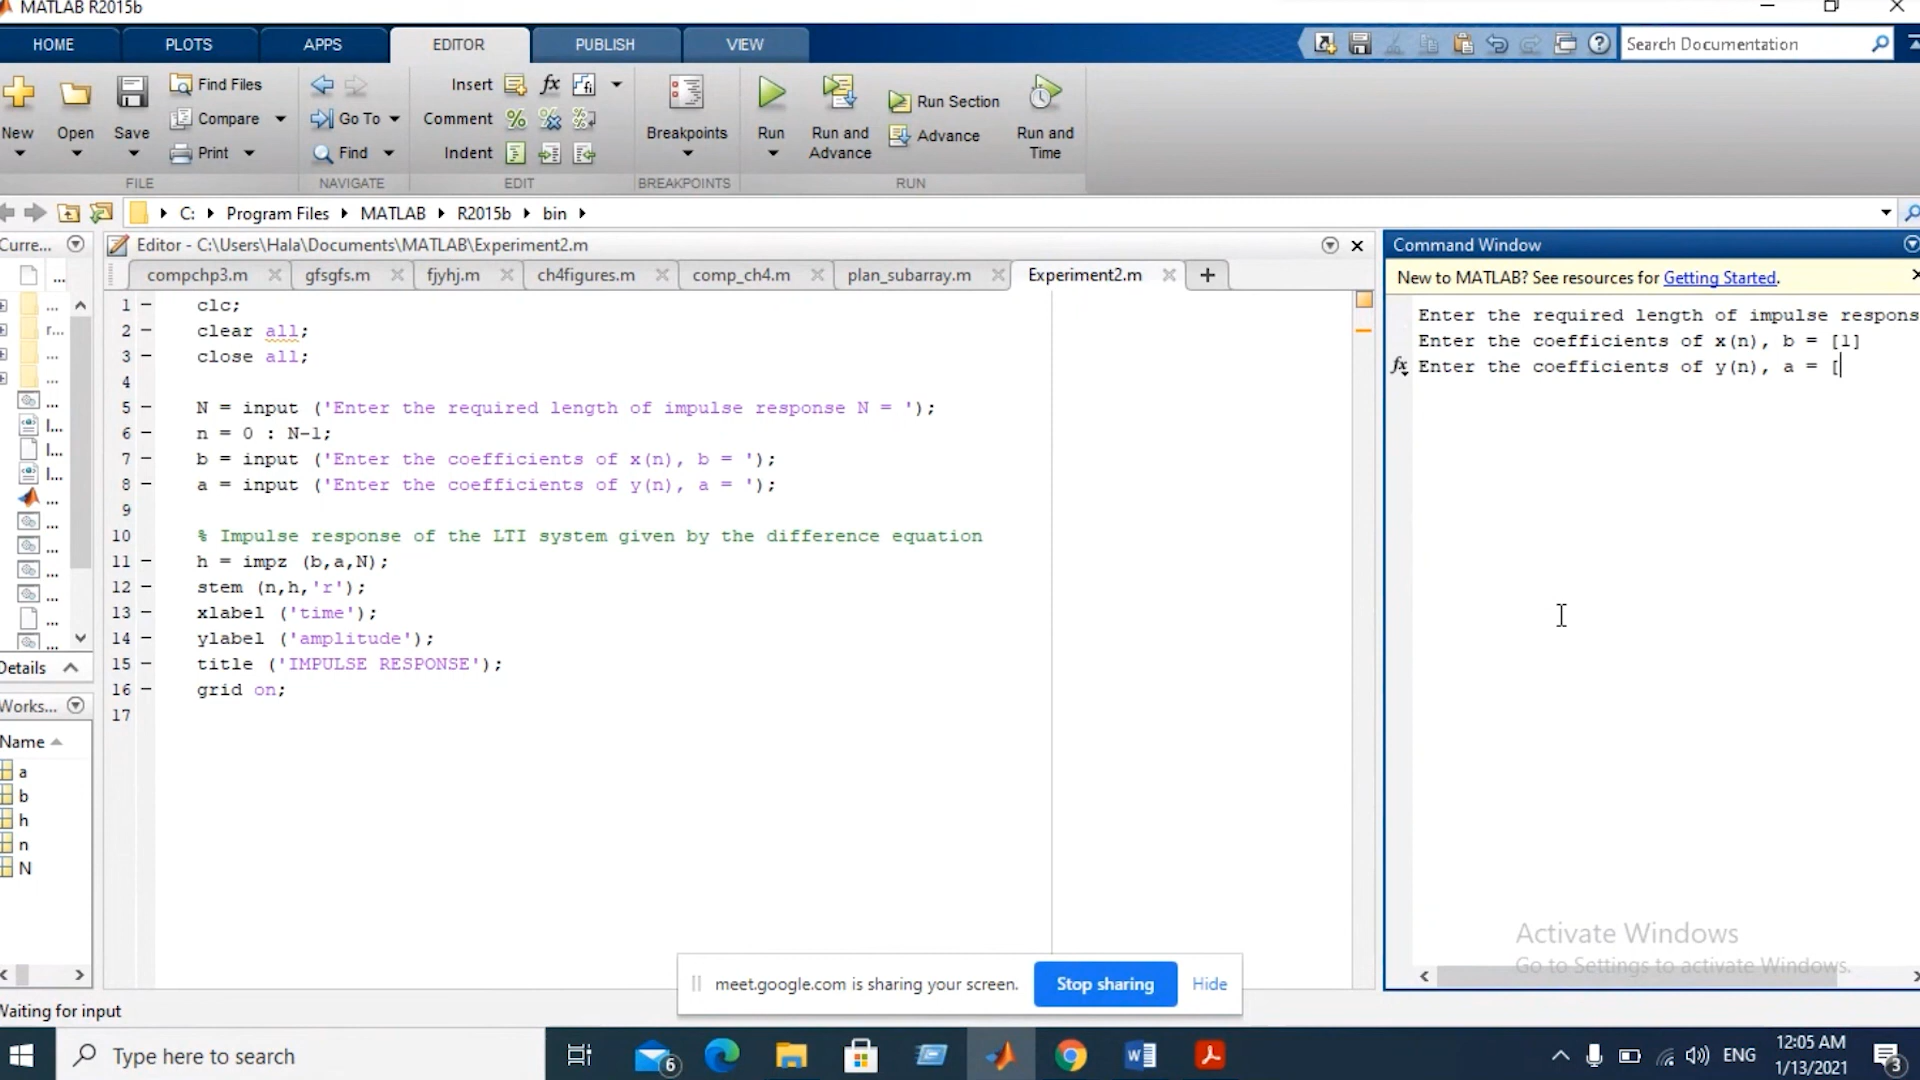 MATLAB R2015b
HOME PLOTS APPS EDITOR PUBLISH VIEW
Search Documentation
New Open Save
Find Files
Compare
Print
Go To
Find
Insert fx
Comment
Indent
Breakpoints
Run
Run and Advance
Run Section
Advance
Run and Time
FILE NAVIGATE EDIT BREAKPOINTS RUN
C: Program Files MATLAB R2015b bin
Curre...
Editor - C:\Users\Hala\Documents\MATLAB\Experiment2.m
compchp3.m gfsgfs.m fjyhj.m ch4figures.m comp_ch4.m plan_subarray.m Experiment2.m +
1 clc;
2 clear all;
3 close all;
4
5 N = input ('Enter the required length of impulse response N = ');
6 n = 0 : N-1;
7 b = input ('Enter the coefficients of x(n), b = ');
8 a = input ('Enter the coefficients of y(n), a = ');
9
10 % Impulse response of the LTI system given by the difference equation
11 h = impz (b,a,N);
12 stem (n,h,'r');
13 xlabel ('time');
14 ylabel ('amplitude');
15 title ('IMPULSE RESPONSE');
16 grid on;
17
Details
Works...
Name
a
b
h
n
N
Command Window
New to MATLAB? See resources for Getting Started.
Enter the required length of impulse respons
Enter the coefficients of x(n), b = [1]
fx Enter the coefficients of y(n), a = [
Activate Windows
Go to Settings to activate Windows.
meet.google.com is sharing your screen. Stop sharing Hide
Waiting for input
Type here to search
6
ENG
12:05 AM
1/13/2021
3